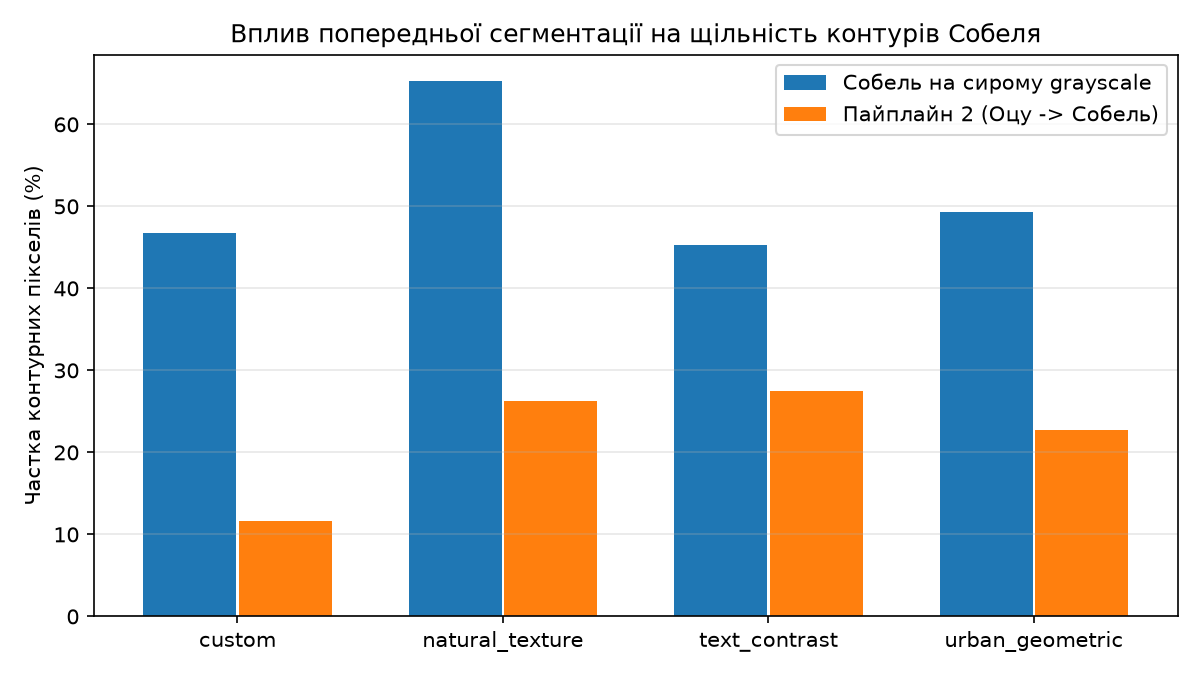 Вплив попередньої сегментації на щільність контурів Собеля
Собель на сирому grayscale
Пайплайн 2 (Оцу -> Собель)
Частка контурних пікселів (%)
60
50
40
30
20
10
0
custom
natural_texture
text_contrast
urban_geometric